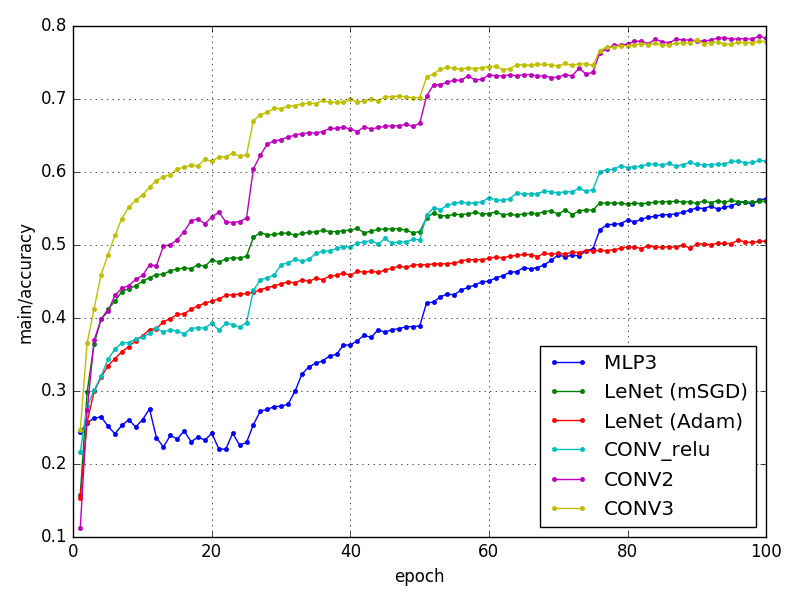 0.8
0.7
0.6
0.5
0.4
0.3
0.2
0.1
main/accuracy
0 20 40 60 80 100
epoch
MLP3
LeNet (mSGD)
LeNet (Adam)
CONV_relu
CONV2
CONV3